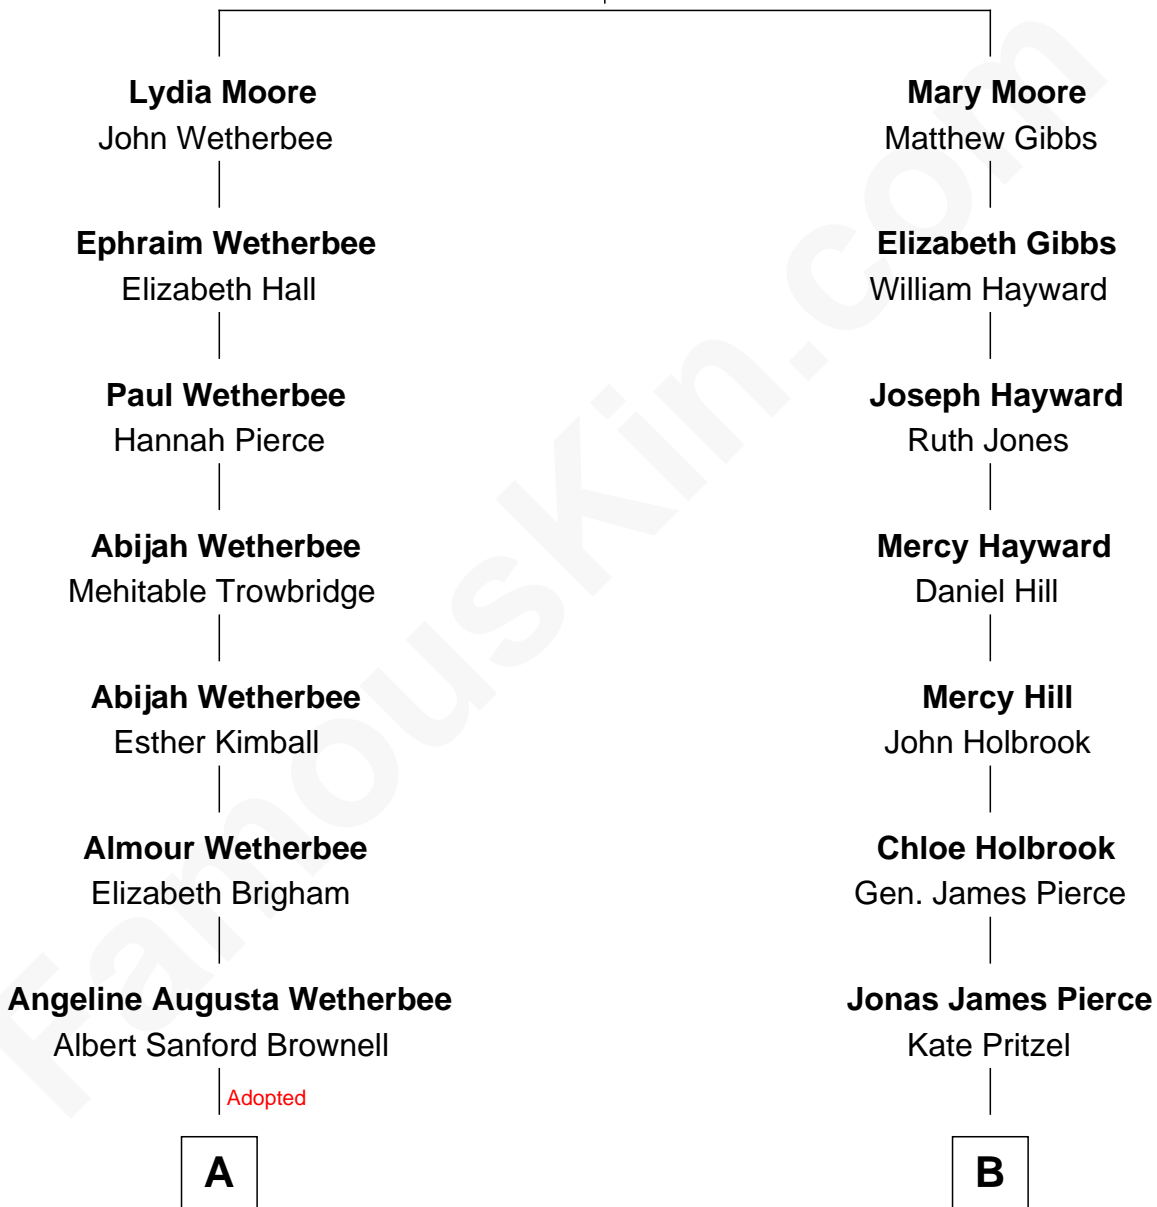 Lydia Moore
John Wetherbee
Mary Moore
Matthew Gibbs
Ephraim Wetherbee
Elizabeth Hall
Elizabeth Gibbs
William Hayward
Paul Wetherbee
Hannah Pierce
Joseph Hayward
Ruth Jones
Abijah Wetherbee
Mehitable Trowbridge
Mercy Hayward
Daniel Hill
Abijah Wetherbee
Esther Kimball
Mercy Hill
John Holbrook
Almour Wetherbee
Elizabeth Brigham
Chloe Holbrook
Gen. James Pierce
Angeline Augusta Wetherbee
Albert Sanford Brownell
Jonas James Pierce
Kate Pritzel
Adopted
A
B
FamousKin.com